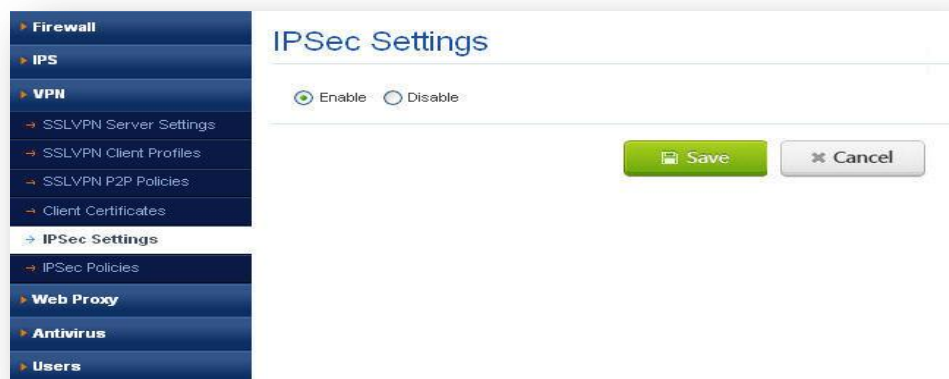 Firewall
IPS
VPN
SSLVPN Server Settings
SSLVPN Client Profiles
SSLVPN P2P Policies
Client Certificates
IPSec Settings
IPSec Policies
Web Proxy
Antivirus
Users
IPSec Settings
Enable Disable
Save Cancel